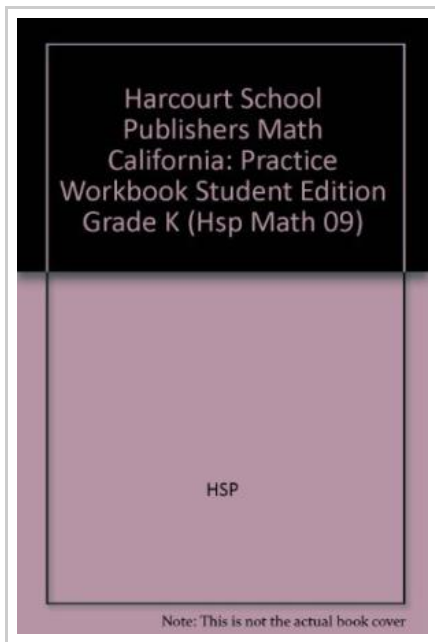 Harcourt School
Publishers Math
California: Practice
Workbook Student Edition
Grade K (Hsp Math 09)
HSP
Note: This is not the actual book cover